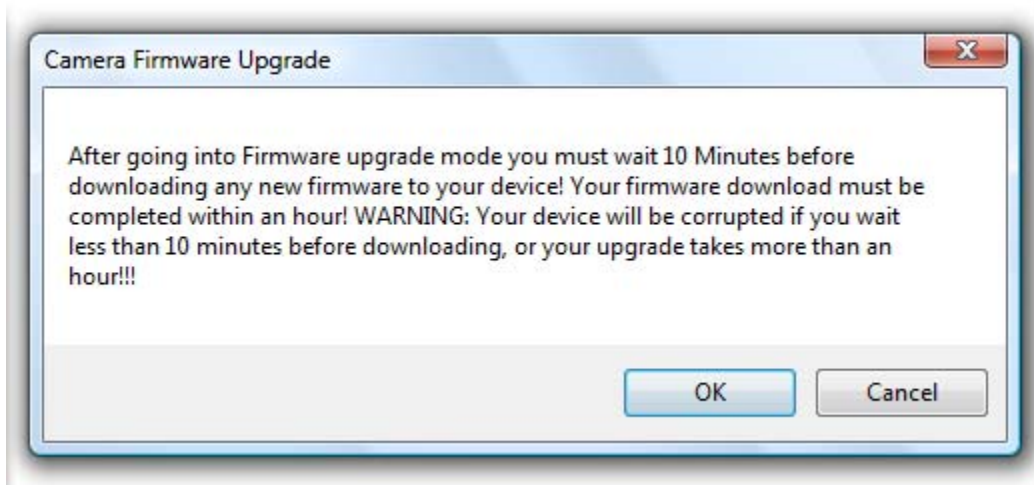 Camera Firmware Upgrade
After going into Firmware upgrade mode you must wait 10 Minutes before
downloading any new firmware to your device! Your firmware download must be
completed within an hour! WARNING: Your device will be corrupted if you wait
less than 10 minutes before downloading, or your upgrade takes more than an
hour!!!
OK
Cancel